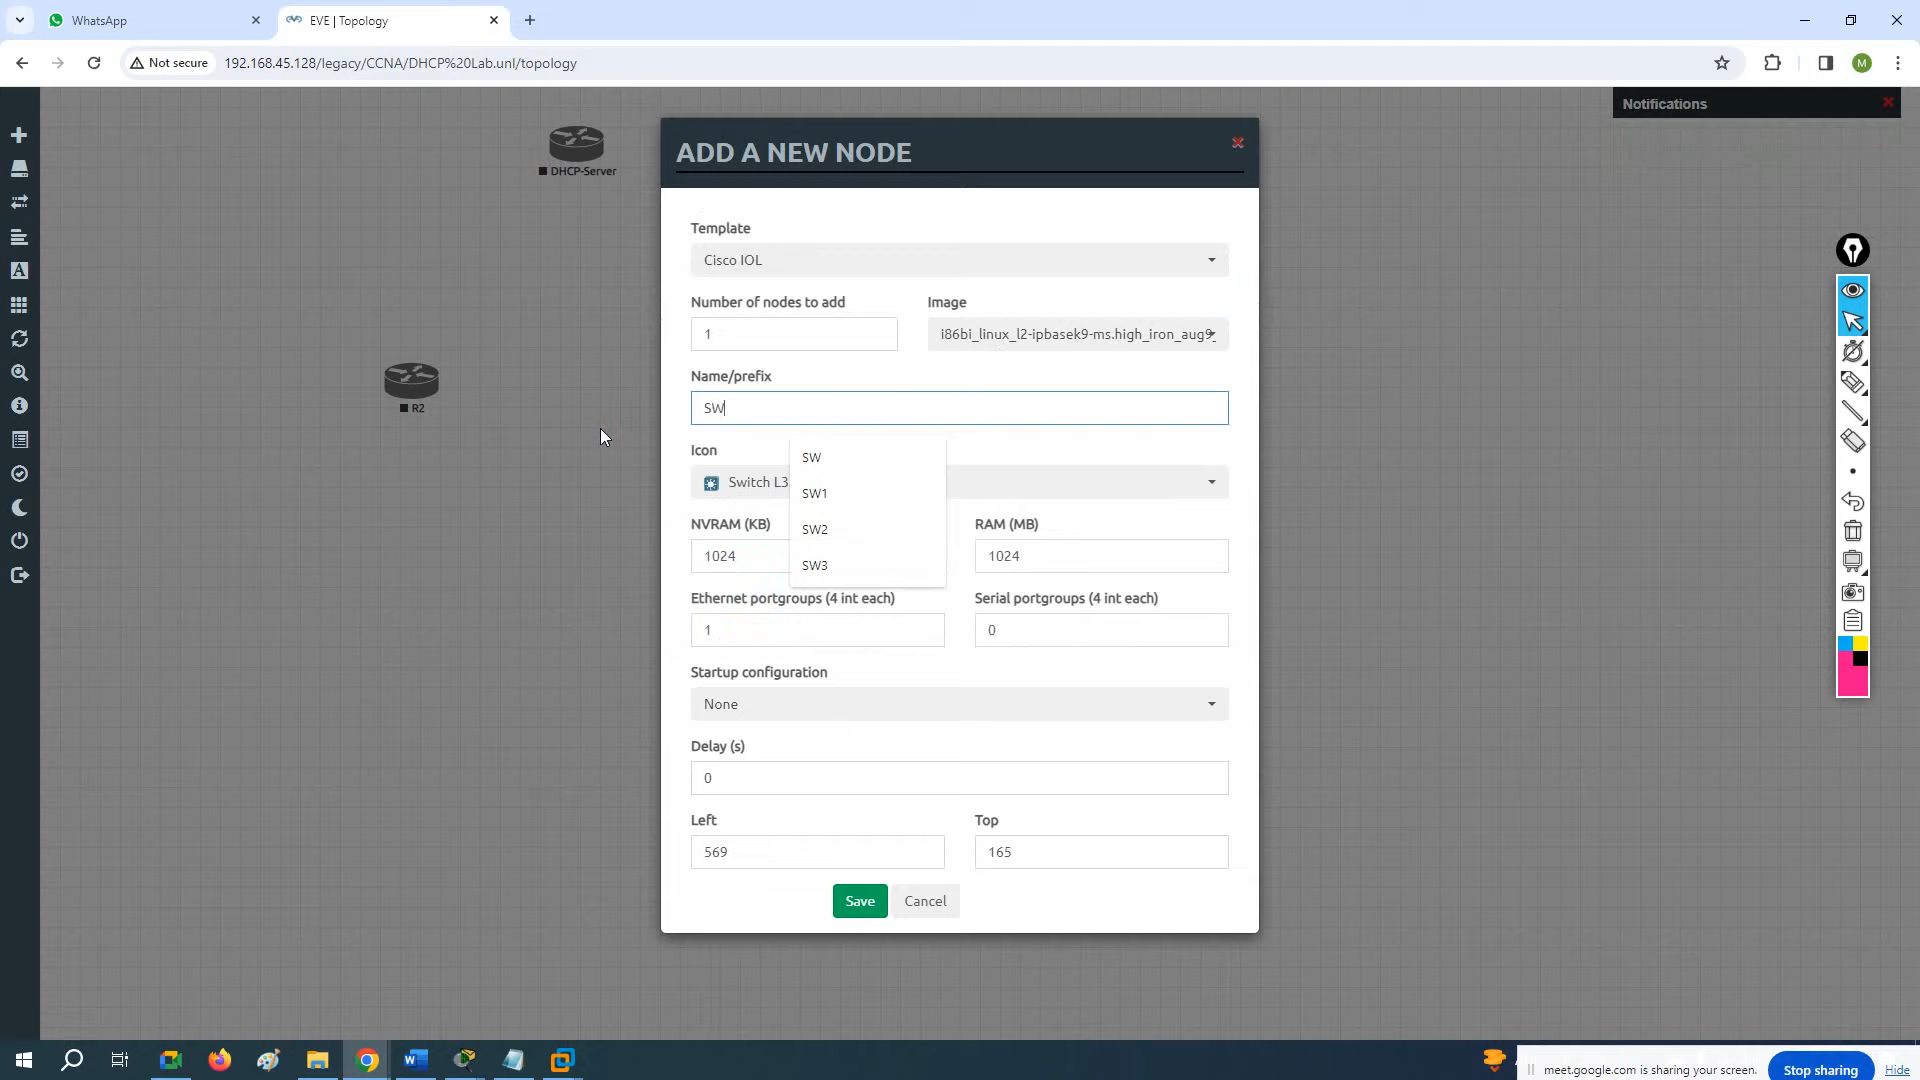 WhatsApp
EVE | Topology
Not secure
192.168.45.128/legacy/CCNA/DHCP%20Lab.unl/topology
M
Notifications
DHCP-Server
R2
ADD A NEW NODE
Template
Cisco IOL
Number of nodes to add
Image
1
i86bi_linux_l2-ipbasek9-ms.high_iron_aug9_
Name/prefix
SW
Icon
SW
Switch L3
SW1
NVRAM (KB)
SW2
RAM (MB)
1024
SW3
1024
Ethernet portgroups (4 int each)
Serial portgroups (4 int each)
1
0
Startup configuration
None
Delay (s)
0
Left
Top
569
165
Save
Cancel
meet.google.com is sharing your screen.
Stop sharing
Hide